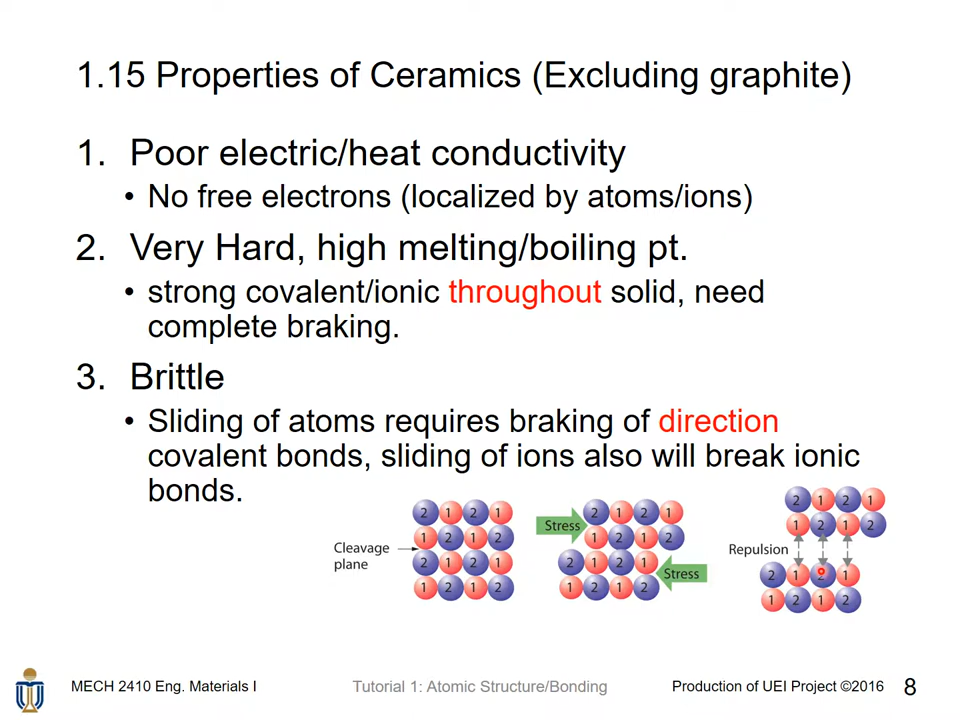 1.15 Properties of Ceramics (Excluding graphite)
1. Poor electric/heat conductivity
• No free electrons (localized by atoms/ions)
2. Very Hard, high melting/boiling pt.
• strong covalent/ionic throughout solid, need
complete braking.
3. Brittle
• Sliding of atoms requires braking of direction
covalent bonds, sliding of ions also will break ionic
bonds.
Cleavage
plane
2 1 2 1
1 2 1 2
2 1 2 1
1 2 1 2
Stress
2 1 2 1
1 2 1 2
2 1 2 1
1 2 1 2
Stress
Repulsion
2 1 2 1
1 2 1 2
2 1 2 1
1 2 1 2
MECH 2410 Eng. Materials I
Tutorial 1: Atomic Structure/Bonding
Production of UEI Project ©2016
8